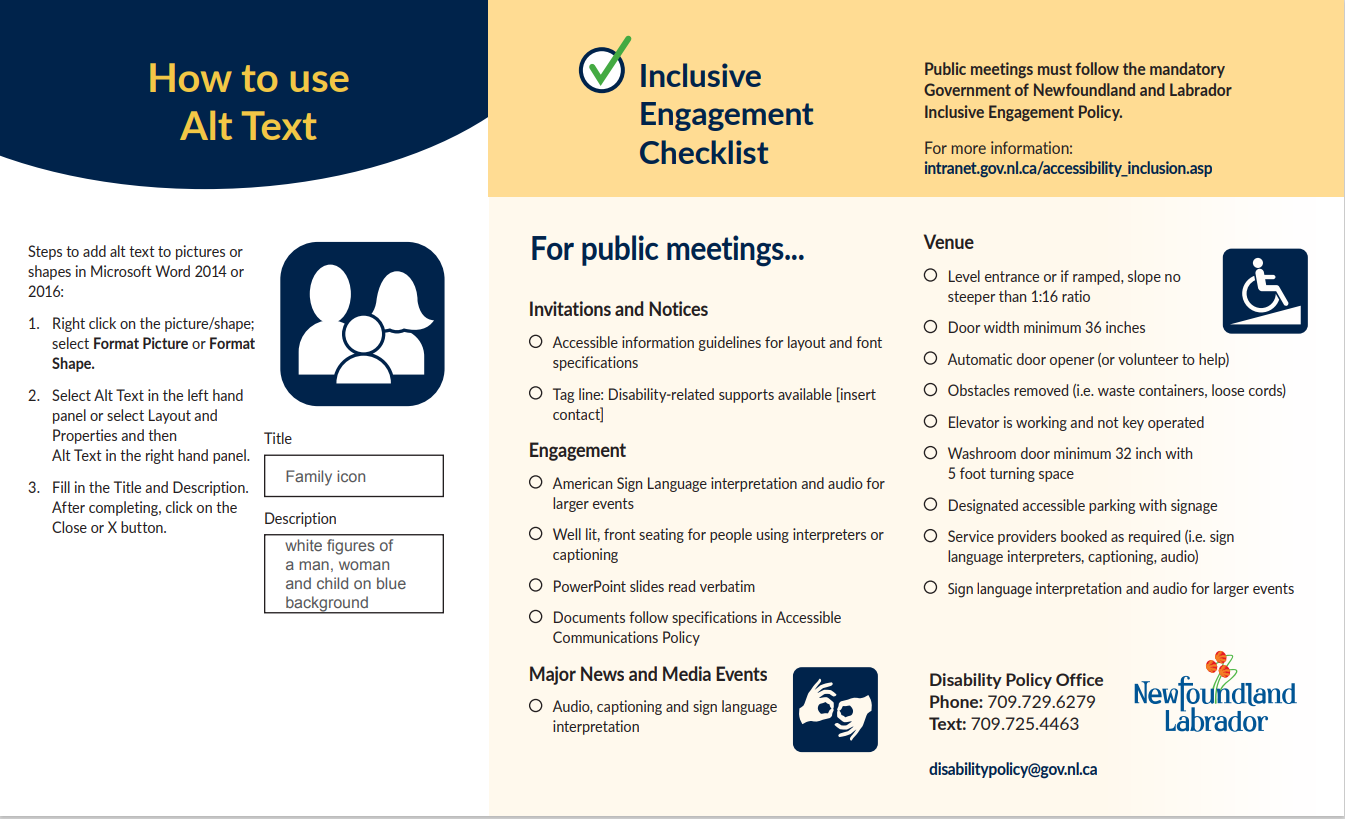 How to use
Alt Text
Steps to add alt text to pictures or
shapes in Microsoft Word 2014 or
2016:
1. Right click on the picture/shape;
select Format Picture or Format
Shape.
2. Select Alt Text in the left hand
panel or select Layout and
Properties and then
Alt Text in the right hand panel.
3. Fill in the Title and Description.
After completing, click on the
Close or X button.
Title
Family icon
Description
white figures of
a man, woman
and child on blue
background
Inclusive
Engagement
Checklist
Public meetings must follow the mandatory
Government of Newfoundland and Labrador
Inclusive Engagement Policy.
For more information:
intranet.gov.nl.ca/accessibility_inclusion.asp
For public meetings...
Invitations and Notices
Accessible information guidelines for layout and font
specifications
Tag line: Disability-related supports available [insert
contact]
Engagement
American Sign Language interpretation and audio for
larger events
Well lit, front seating for people using interpreters or
captioning
PowerPoint slides read verbatim
Documents follow specifications in Accessible
Communications Policy
Major News and Media Events
Audio, captioning and sign language
interpretation
Venue
Level entrance or if ramped, slope no
steeper than 1:16 ratio
Door width minimum 36 inches
Automatic door opener (or volunteer to help)
Obstacles removed (i.e. waste containers, loose cords)
Elevator is working and not key operated
Washroom door minimum 32 inch with
5 foot turning space
Designated accessible parking with signage
Service providers booked as required (i.e. sign
language interpreters, captioning, audio)
Sign language interpretation and audio for larger events
Disability Policy Office
Phone: 709.729.6279
Text: 709.725.4463
disabilitypolicy@gov.nl.ca
Newfoundland
Labrador